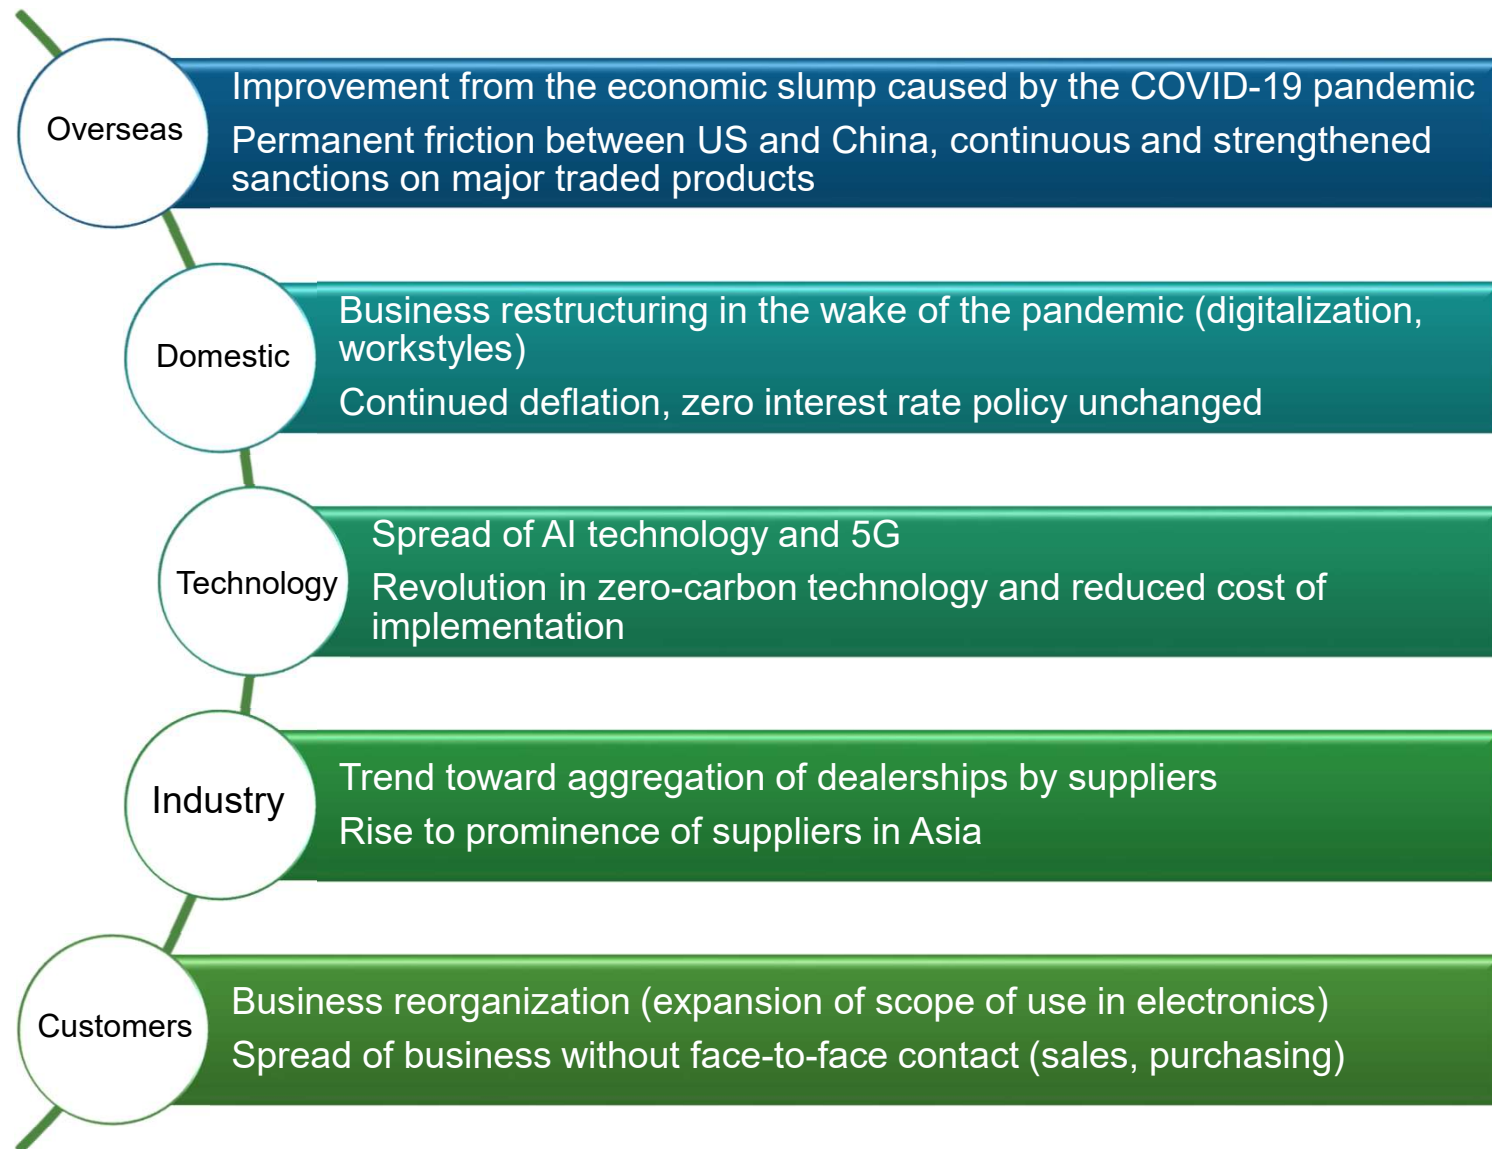 Overseas
Improvement from the economic slump caused by the COVID-19 pandemic
Permanent friction between US and China, continuous and strengthened
sanctions on major traded products
Domestic
Business restructuring in the wake of the pandemic (digitalization,
workstyles)
Continued deflation, zero interest rate policy unchanged
Technology
Spread of AI technology and 5G
Revolution in zero-carbon technology and reduced cost of
implementation
Industry
Trend toward aggregation of dealerships by suppliers
Rise to prominence of suppliers in Asia
Customers
Business reorganization (expansion of scope of use in electronics)
Spread of business without face-to-face contact (sales, purchasing)